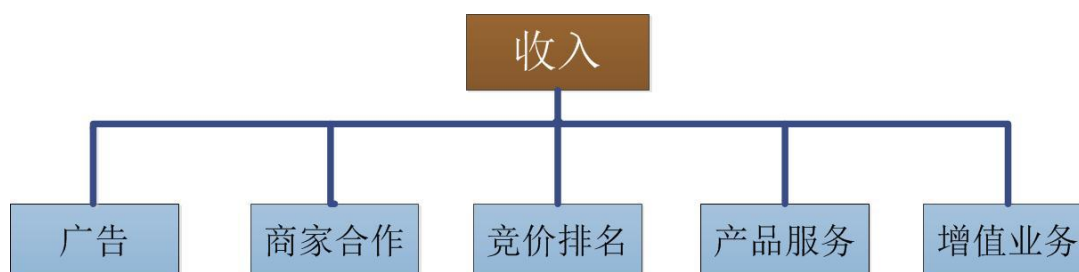 收入
广告
商家合作
竞价排名
产品服务
增值业务